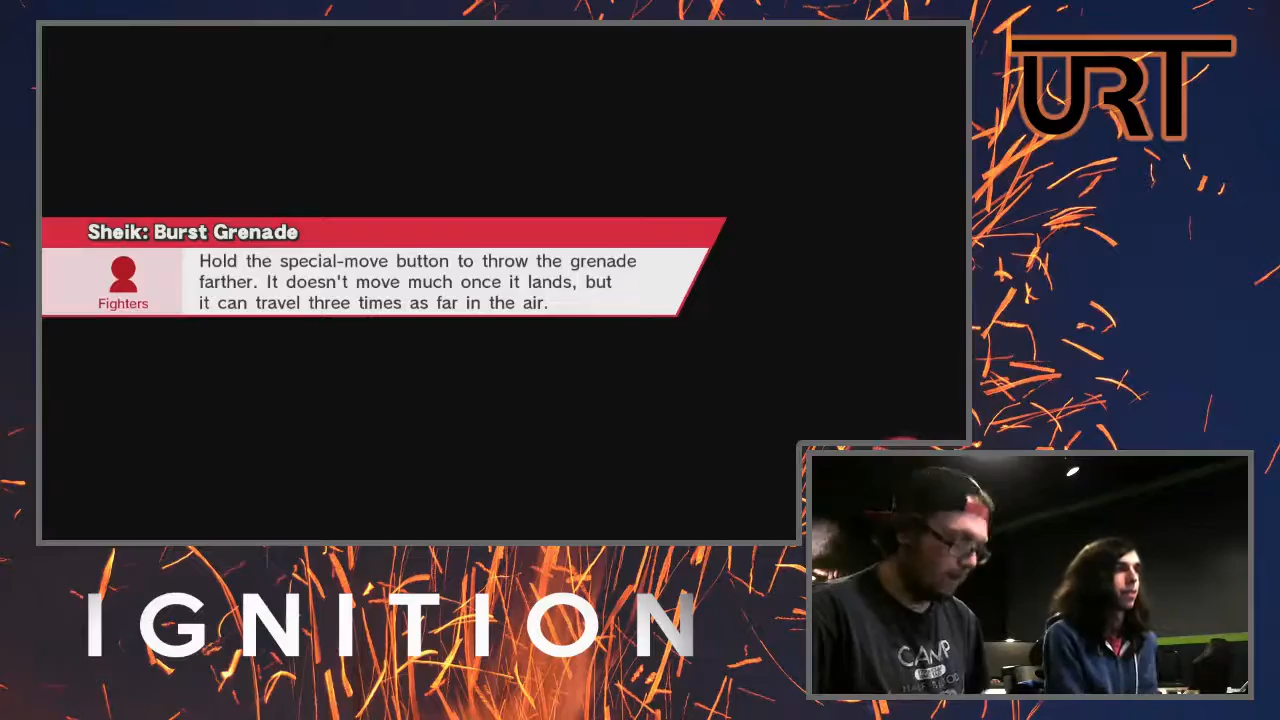 URT
Sheik: Burst Grenade
Hold the special-move button to throw the grenade
farther. It doesn't move much once it lands, but
it can travel three times as far in the air.
Fighters
IGNITION
CAMP